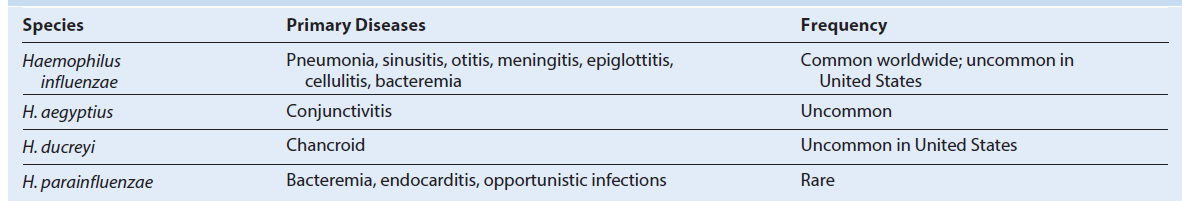 Species Primary Diseases Frequency
Haemophilus Pneumonia, sinusitis, otitis, meningitis, epiglottitis, Common worldwide; uncommon in
influenzae cellulitis, bacteremia United States
H. aegyptius Conjunctivitis Uncommon
H. ducreyi Chancroid Uncommon in United States
H. parainfluenzae Bacteremia, endocarditis, opportunistic infections Rare